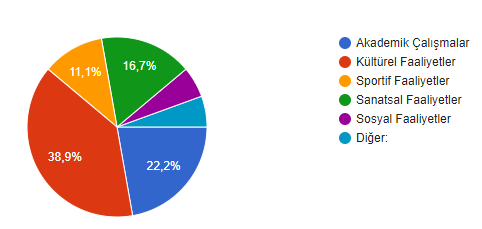 11,1%
16,7%
38,9%
22,2%
Akademik Çalışmalar
Kültürel Faaliyetler
Sportif Faaliyetler
Sanatsal Faaliyetler
Sosyal Faaliyetler
Diğer: